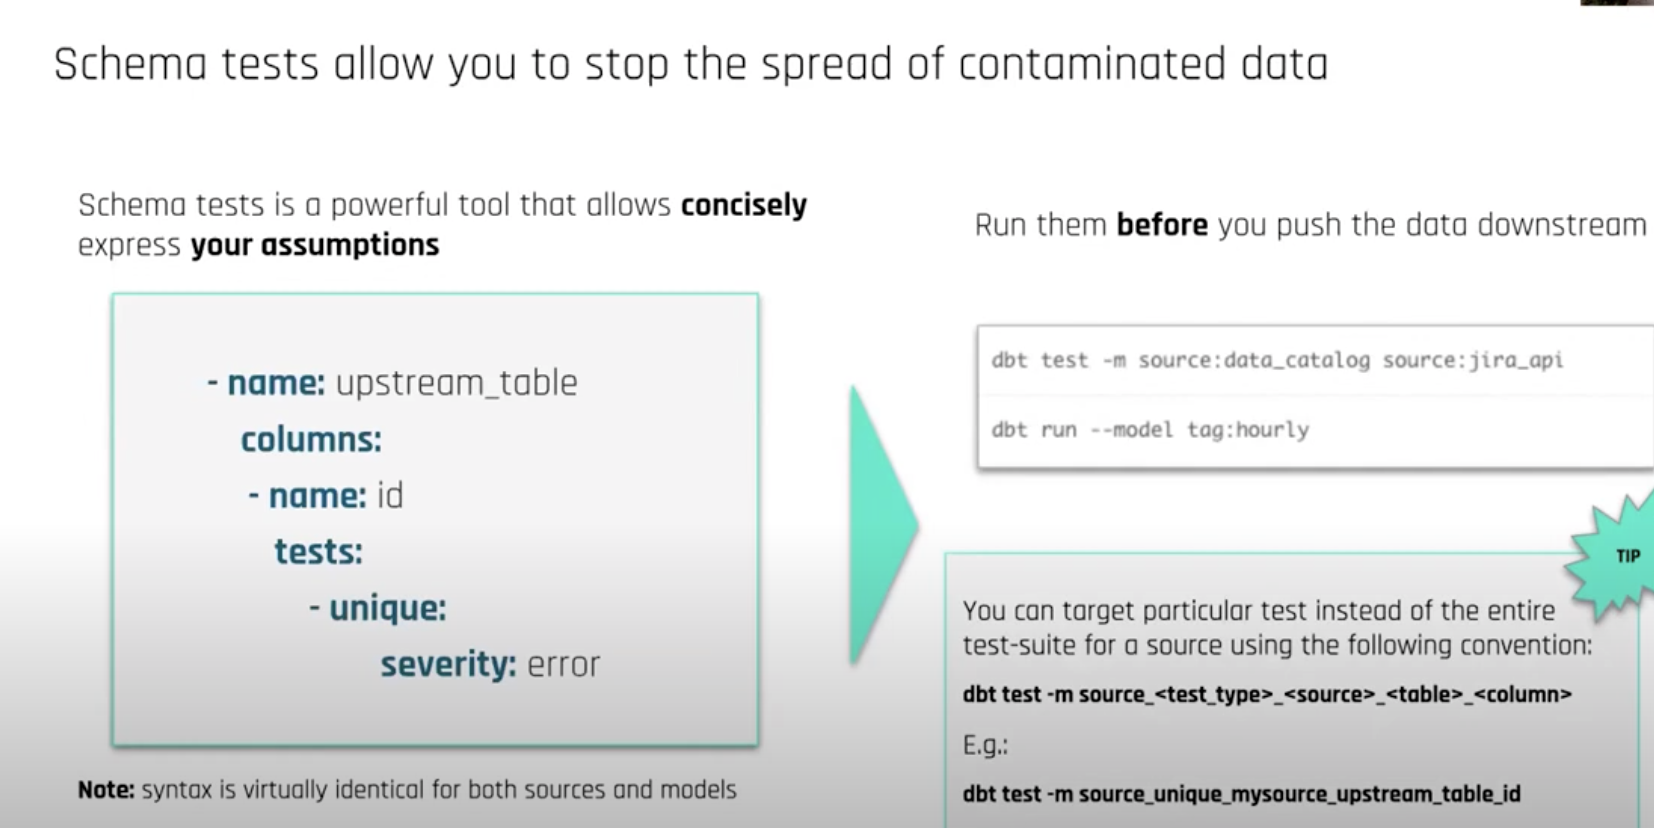 Schema tests allow you to stop the spread of contaminated data
Schema tests is a powerful tool that allows concisely
express your assumptions
- name: upstream_table
columns:
- name: id
tests:
- unique:
severity: error
Note: syntax is virtually identical for both sources and models
Run them before you push the data downstream
dbt test -m source:data_catalog source:jira_api
dbt run --model tag:hourly
TIP
You can target particular test instead of the entire
test-suite for a source using the following convention:
dbt test -m source_<test_type>_<source>_<table>_<column>
E.g.:
dbt test -m source_unique_mysource_upstream_table_id